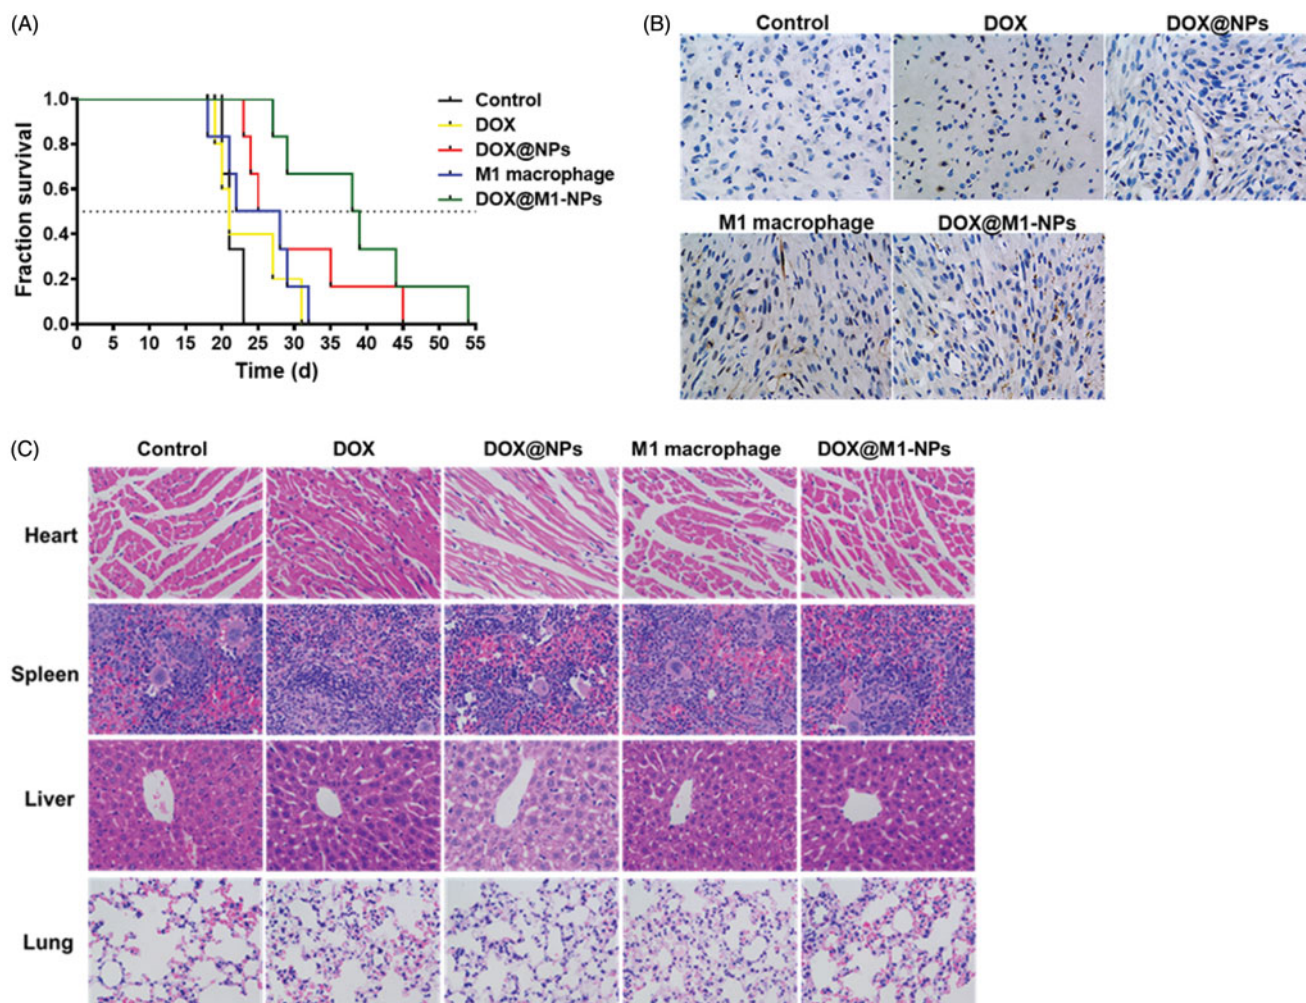 (A)
1.0
0.8
0.6
0.4
0.2
0.0
Fraction survival
0 5 10 15 20 25 30 35 40 45 50 55
Time (d)
Control
DOX
DOX@NPs
M1 macrophage
DOX@M1-NPs
(B)
Control DOX DOX@NPs
M1 macrophage DOX@M1-NPs
(C)
Control DOX DOX@NPs M1 macrophage DOX@M1-NPs
Heart
Spleen
Liver
Lung